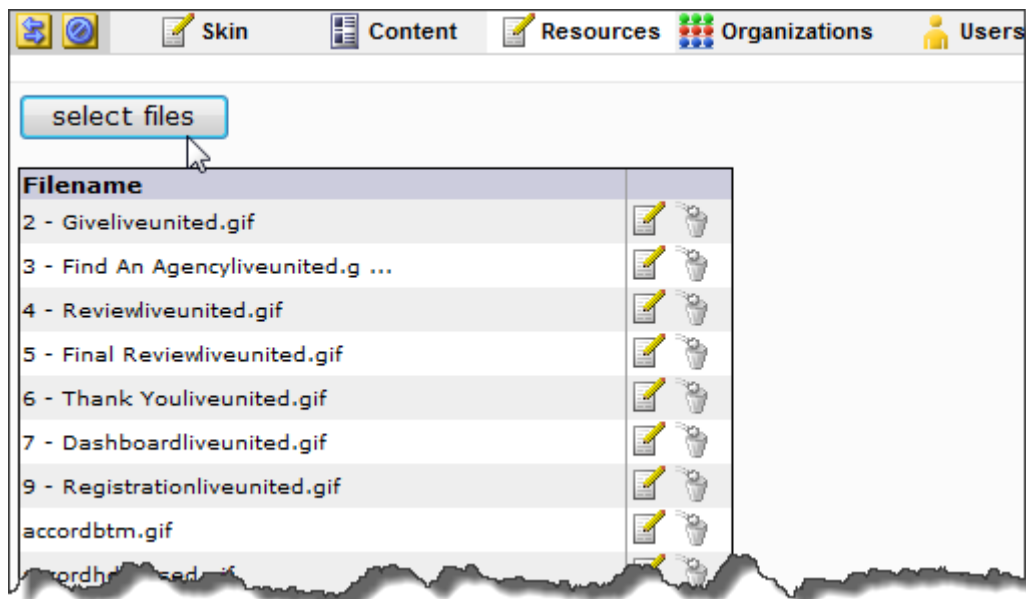 Skin Content Resources Organizations Users
select files
Filename
2 - Giveliveunited.gif
3 - Find An Agencyliveunited.g ...
4 - Reviewliveunited.gif
5 - Final Reviewliveunited.gif
6 - Thank Youliveunited.gif
7 - Dashboardliveunited.gif
9 - Registrationliveunited.gif
accordbtm.gif